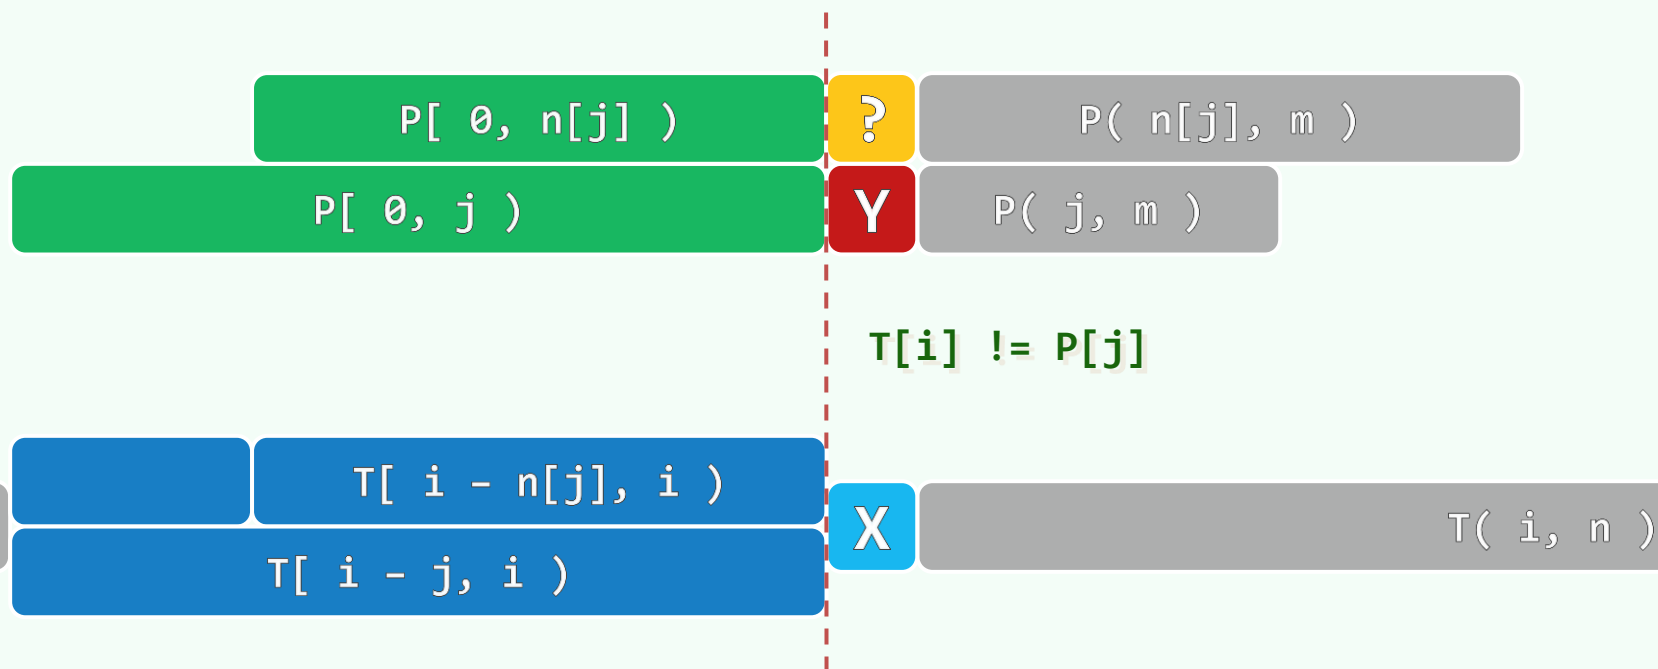 P[ 0, n[j] ) ? P( n[j], m )
P[ 0, j ) Y P( j, m )
T[i] != P[j]
T[ i – n[j], i )
X T( i, n )
T[ i – j, i )